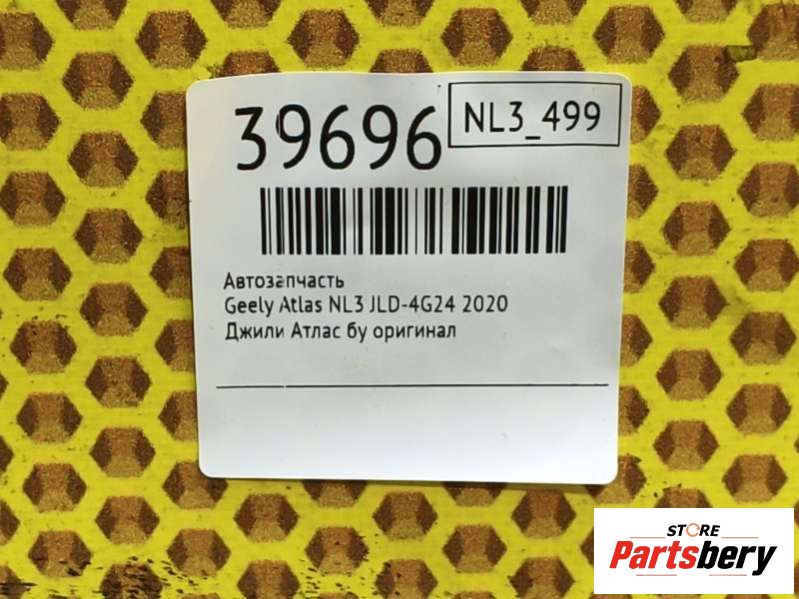 39696
NL3_499
Автозапчасть
Geely Atlas NL3 JLD-4G24 2020
Джили Атлас бу оригинал
STORE
Partsbery